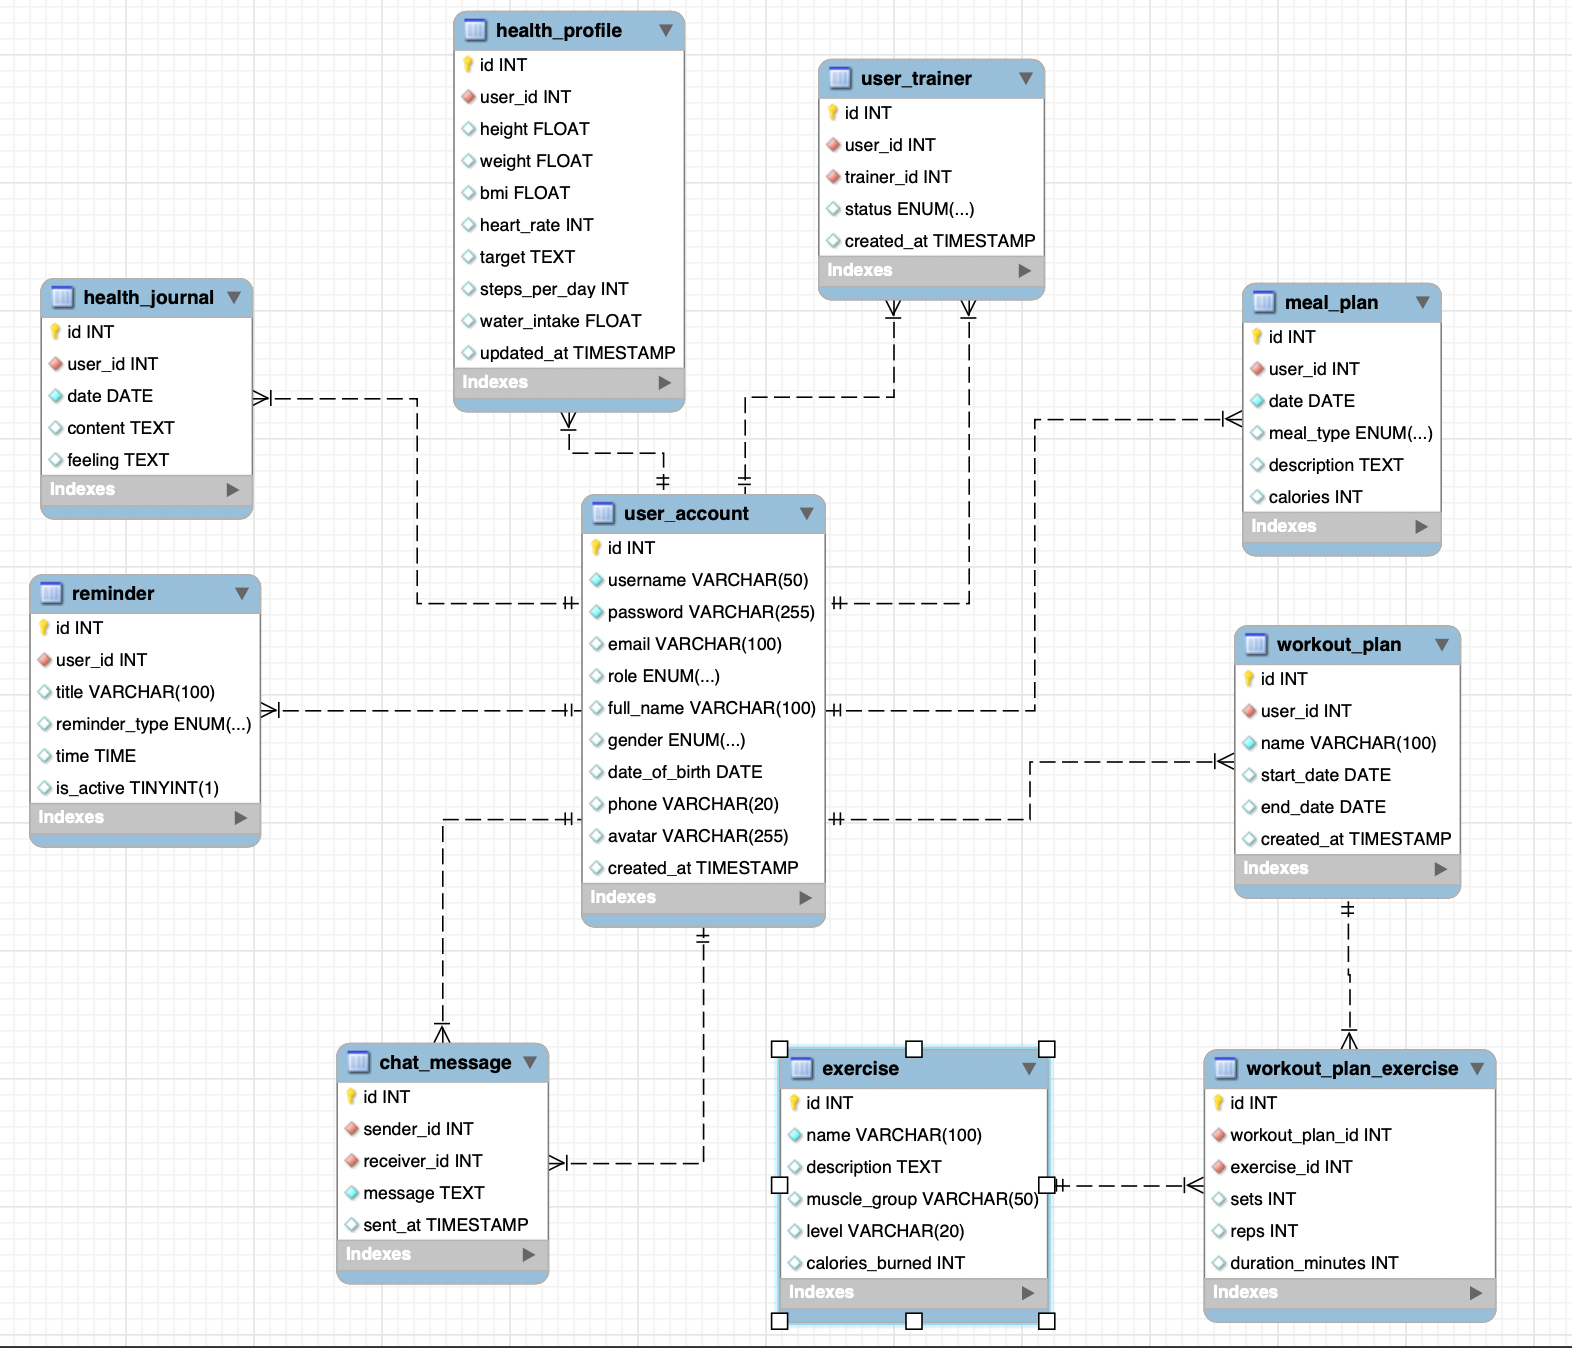 health_profile
id INT
user_id INT
height FLOAT
weight FLOAT
bmi FLOAT
heart_rate INT
target TEXT
steps_per_day INT
water_intake FLOAT
updated_at TIMESTAMP
Indexes
user_trainer
id INT
user_id INT
trainer_id INT
status ENUM(...)
created_at TIMESTAMP
Indexes
health_journal
id INT
user_id INT
date DATE
content TEXT
feeling TEXT
Indexes
meal_plan
id INT
user_id INT
date DATE
meal_type ENUM(...)
description TEXT
calories INT
Indexes
user_account
id INT
username VARCHAR(50)
password VARCHAR(255)
email VARCHAR(100)
role ENUM(...)
full_name VARCHAR(100)
gender ENUM(...)
date_of_birth DATE
phone VARCHAR(20)
avatar VARCHAR(255)
created_at TIMESTAMP
Indexes
reminder
id INT
user_id INT
title VARCHAR(100)
reminder_type ENUM(...)
time TIME
is_active TINYINT(1)
Indexes
workout_plan
id INT
user_id INT
name VARCHAR(100)
start_date DATE
end_date DATE
created_at TIMESTAMP
Indexes
chat_message
id INT
sender_id INT
receiver_id INT
message TEXT
sent_at TIMESTAMP
Indexes
exercise
id INT
name VARCHAR(100)
description TEXT
muscle_group VARCHAR(50)
level VARCHAR(20)
calories_burned INT
Indexes
workout_plan_exercise
id INT
workout_plan_id INT
exercise_id INT
sets INT
reps INT
duration_minutes INT
Indexes